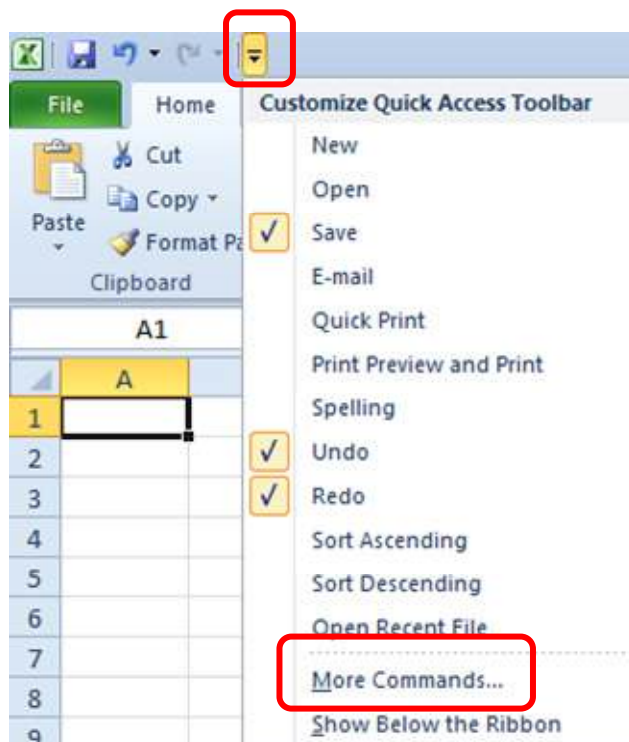 File
Home
Customize Quick Access Toolbar
Cut
Copy
Paste
Format Pa
Clipboard
New
Open
Save
E-mail
Quick Print
Print Preview and Print
Spelling
Undo
Redo
Sort Ascending
Sort Descending
Open Recent File
More Commands...
Show Below the Ribbon
A1
A
1
2
3
4
5
6
7
8
9